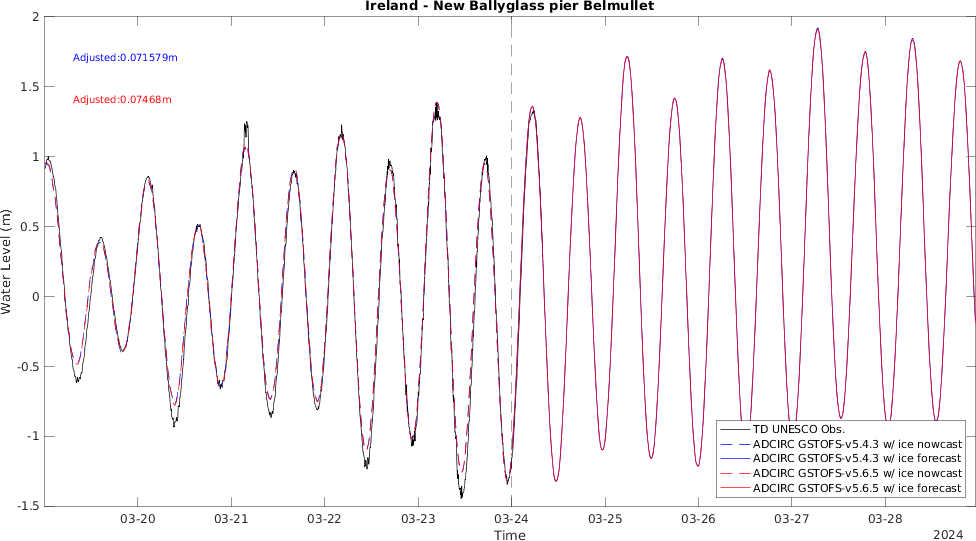 Ireland - New Ballyglass pier Belmullet
Adjusted:0.071579m
Adjusted:0.07468m
2
1.5
1
0.5
0
-0.5
-1
-1.5
Water Level (m)
TD UNESCO Obs.
ADCIRC GSTOFS-v5.4.3 w/ ice nowcast
ADCIRC GSTOFS-v5.4.3 w/ ice forecast
ADCIRC GSTOFS-v5.6.5 w/ ice nowcast
ADCIRC GSTOFS-v5.6.5 w/ ice forecast
03-20 03-21 03-22 03-23 03-24 03-25 03-26 03-27 03-28
Time
2024